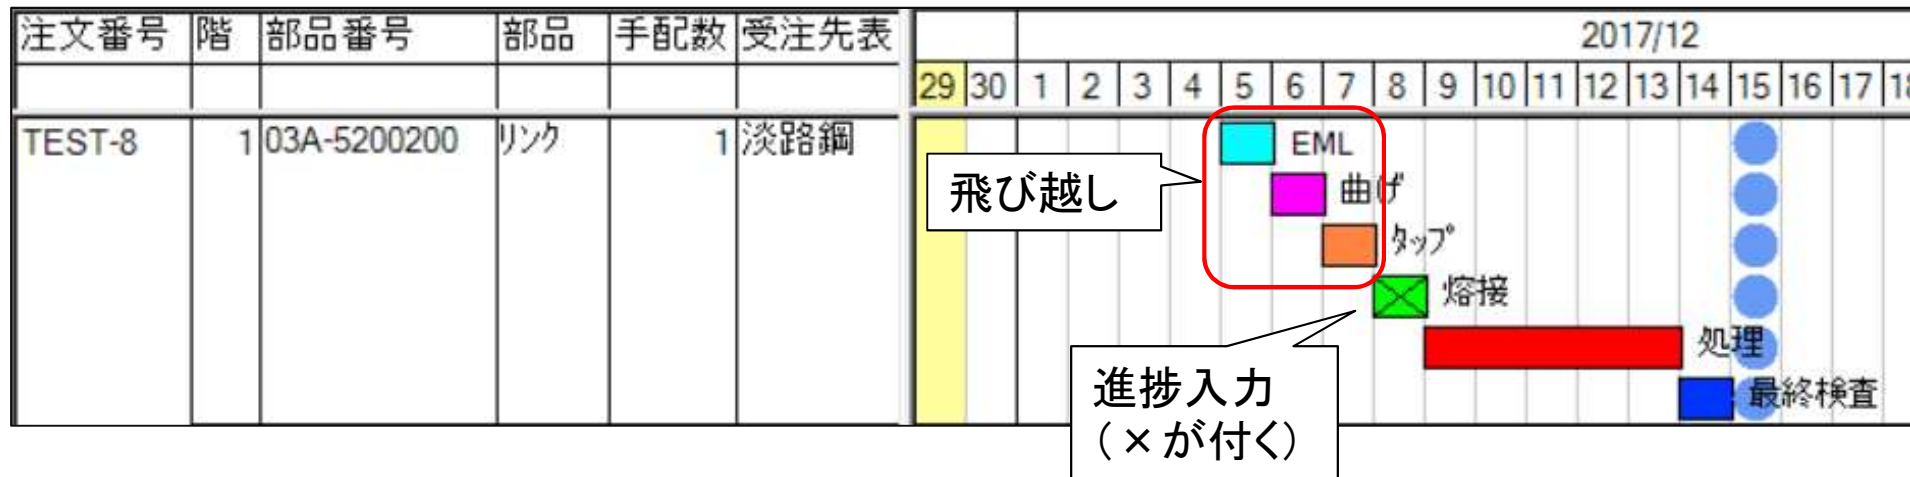 注文番号 階 部品番号 部品 手配数 受注先表 2017/12
29 30 1 2 3 4 5 6 7 8 9 10 11 12 13 14 15 16 17 18
TEST-8 1 03A-5200200 リンク 1 淡路鋼 EML
飛び越し 曲げ
タップ
熔接
処理
最終検査
進捗入力
(×が付く)